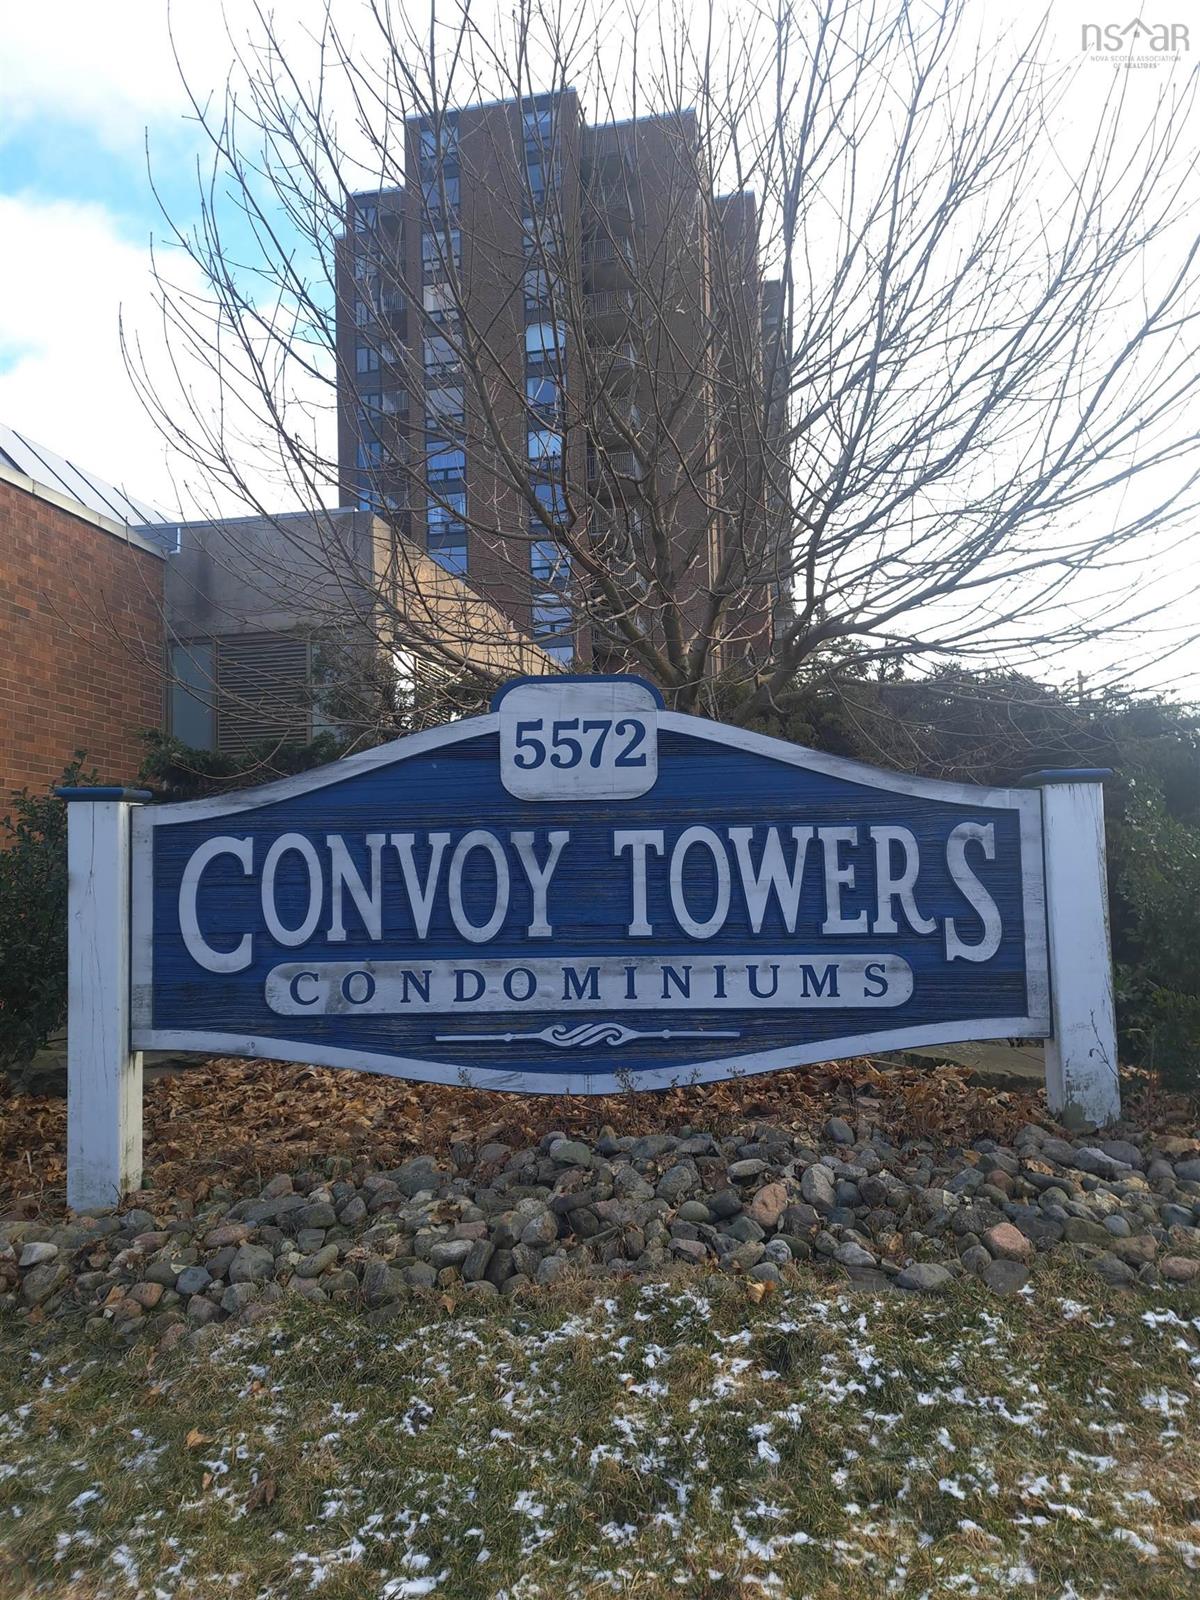 nsar
NOVA SCOTIA ASSOCIATION
OF REALTORS®
5572
CONVOY TOWERS
CONDOMINIUMS